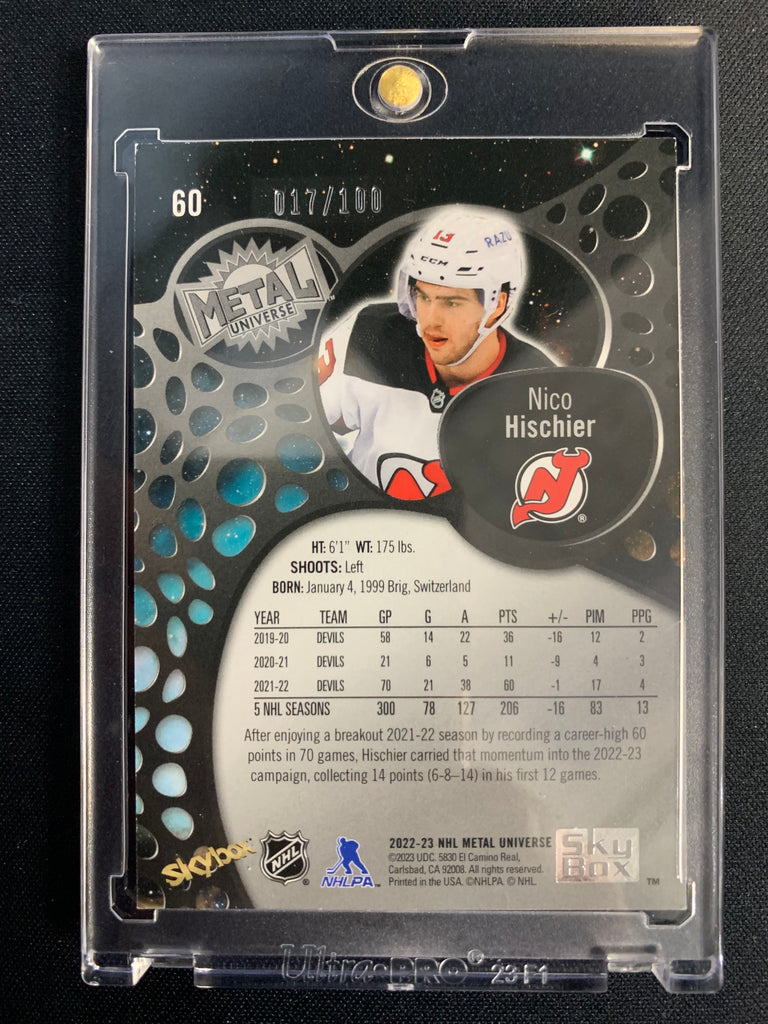 60
017/100
METAL
UNIVERSE
TM
13
CCM
Nico
Hischier
NJ
®
HT: 6'1" WT: 175 lbs.
SHOOTS: Left
BORN: January 4, 1999 Brig, Switzerland
YEAR TEAM GP G A PTS +/- PIM PPG
2019-20 DEVILS 58 14 22 36 -16 12 2
2020-21 DEVILS 21 6 5 11 -9 4 3
2021-22 DEVILS 70 21 38 60 -1 17 4
5 NHL SEASONS 300 78 127 206 -16 83 13
After enjoying a breakout 2021-22 season by recording a career-high 60
points in 70 games, Hischier carried that momentum into the 2022-23
campaign, collecting 14 points (6-8—14) in his first 12 games.
skybox
NHL
®
NHLPA
2022-23 NHL METAL UNIVERSE
©2023 UDC. 5830 El Camino Real,
Carlsbad, CA 92008. All rights reserved.
Printed in the USA. ©NHLPA. © NHL.
Sky
Box
TM
Ultra•PRO® 23F1